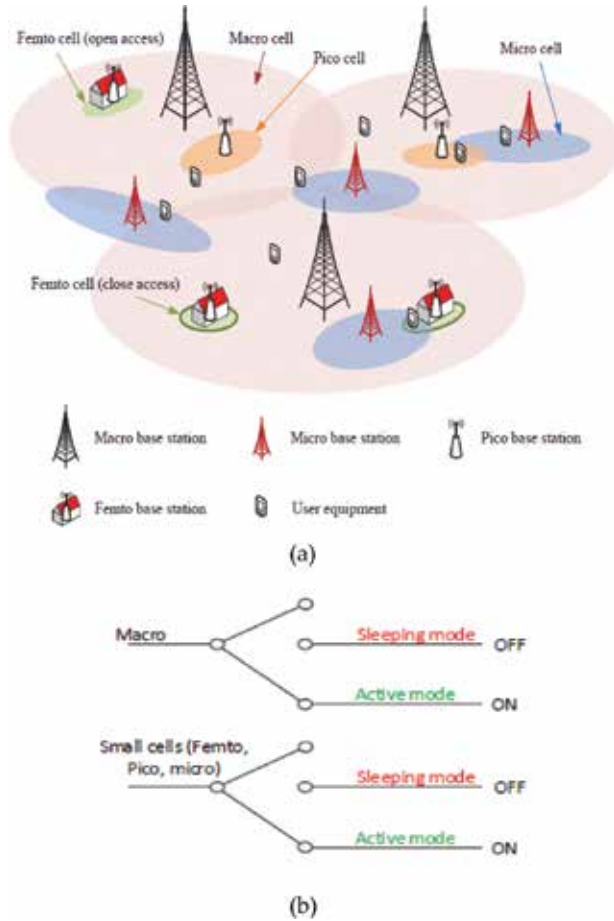 Femto cell (open access)
Macro cell
Pico cell
Micro cell
Femto cell (close access)
Macro base station
Micro base station
Pico base station
Femto base station
User equipment
(a)
Macro
Sleeping mode
OFF
Active mode
ON
Small cells (Femto,
Pico, micro)
Sleeping mode
OFF
Active mode
ON
(b)